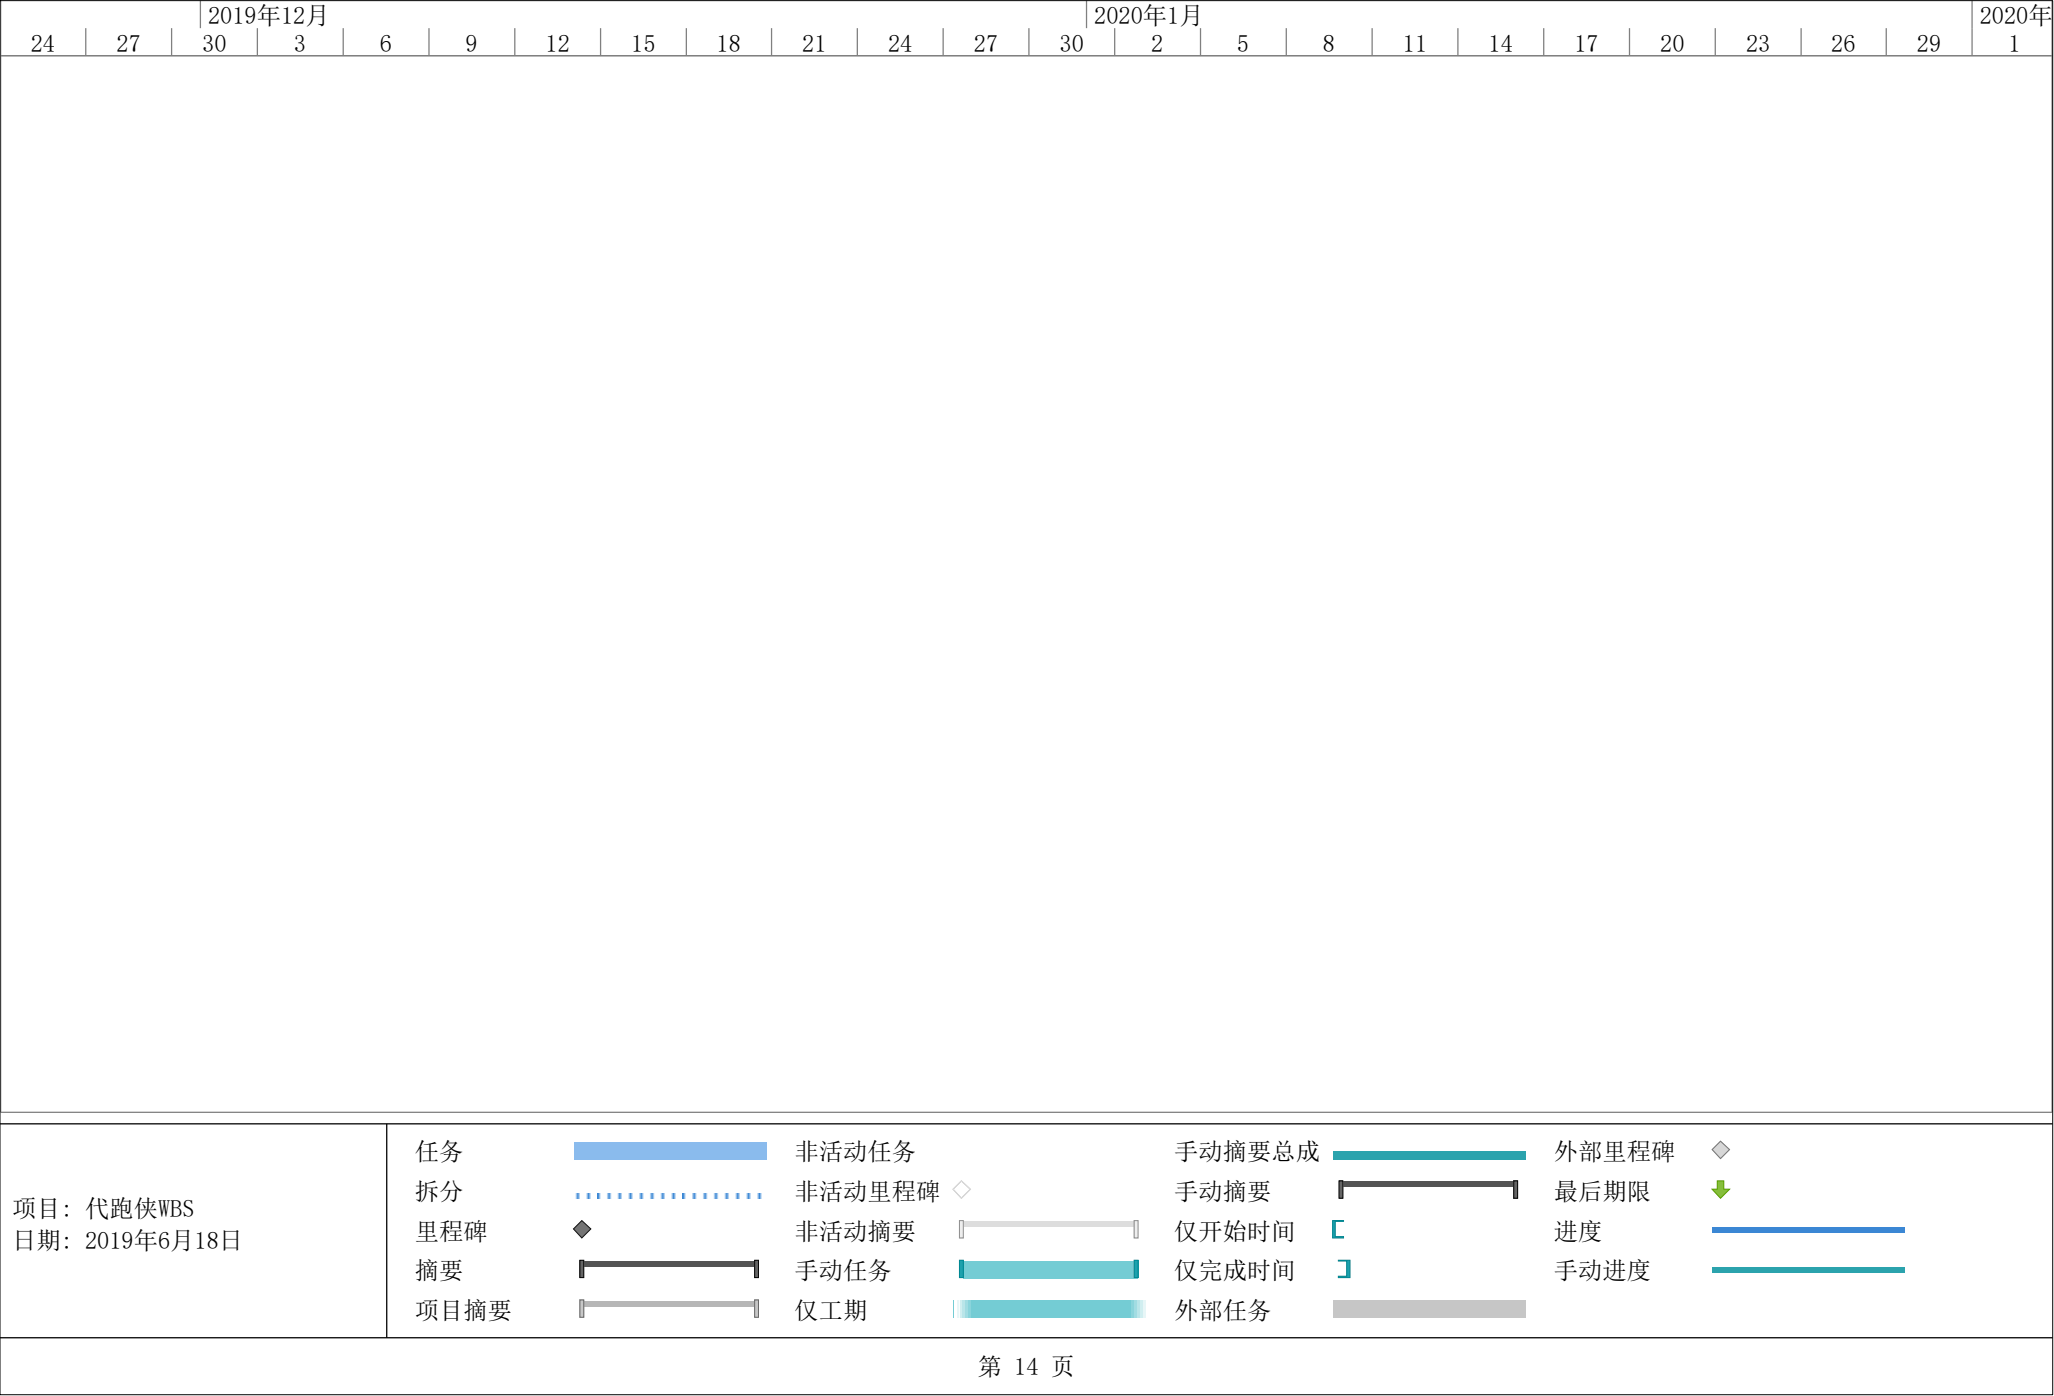 2019年12月 2020年1月 2020年
24 27 30 3 6 9 12 15 18 21 24 27 30 2 5 8 11 14 17 20 23 26 29 1
项目: 代跑侠WBS
日期: 2019年6月18日
任务 非活动任务 手动摘要总成 外部里程碑
拆分 非活动里程碑 手动摘要 最后期限
里程碑 非活动摘要 仅开始时间 进度
摘要 手动任务 仅完成时间 手动进度
项目摘要 仅工期 外部任务
第 14 页